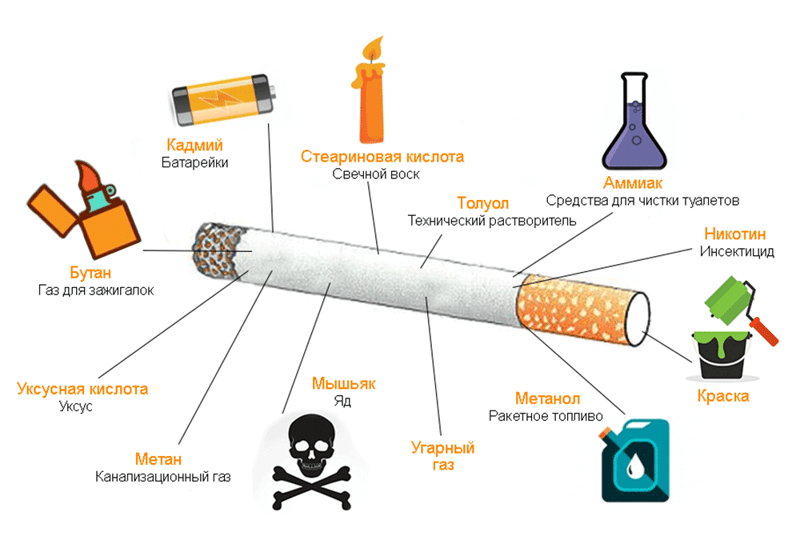 Кадмий
Батарейки
Стеариновая кислота
Свечной воск
Аммиак
Средства для чистки туалетов
Толуол
Технический растворитель
Никотин
Инсектицид
Бутан
Газ для зажигалок
Уксусная кислота
Уксус
Мышьяк
Яд
Метанол
Ракетное топливо
Краска
Метан
Канализационный газ
Угарный
газ